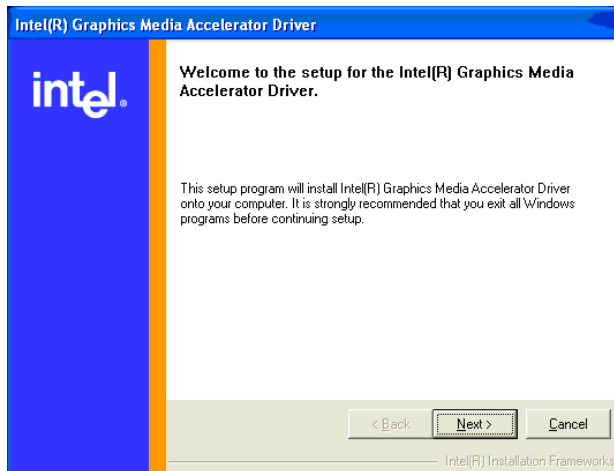 Intel(R) Graphics Media Accelerator Driver
intel®
Welcome to the setup for the Intel(R) Graphics Media
Accelerator Driver.
This setup program will install Intel(R) Graphics Media Accelerator Driver
onto your computer. It is strongly recommended that you exit all Windows
programs before continuing setup.
< Back
Next >
Cancel
Intel(R) Installation Frameworks